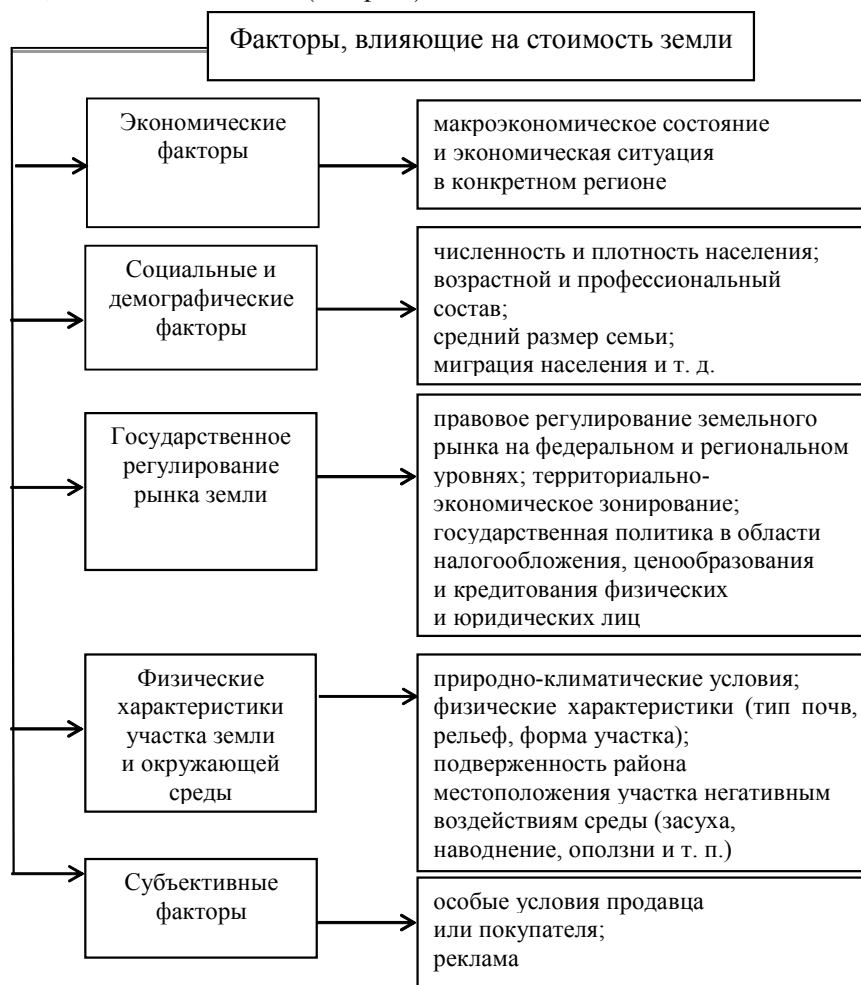 Факторы, влияющие на стоимость земли
Экономические
факторы
макроэкономическое состояние
и экономическая ситуация
в конкретном регионе
Социальные и
демографические
факторы
численность и плотность населения;
возрастной и профессиональный
состав;
средний размер семьи;
миграция населения и т. д.
Государственное
регулирование
рынка земли
правовое регулирование земельного
рынка на федеральном и региональном
уровнях; территориально-
экономическое зонирование;
государственная политика в области
налогообложения, ценообразования
и кредитования физических
и юридических лиц
Физические
характеристики
участка земли
и окружающей
среды
природно-климатические условия;
физические характеристики (тип почв,
рельеф, форма участка);
подверженность района
местоположения участка негативным
воздействиям среды (засуха,
наводнение, оползни и т. п.)
Субъективные
факторы
особые условия продавца
или покупателя;
реклама